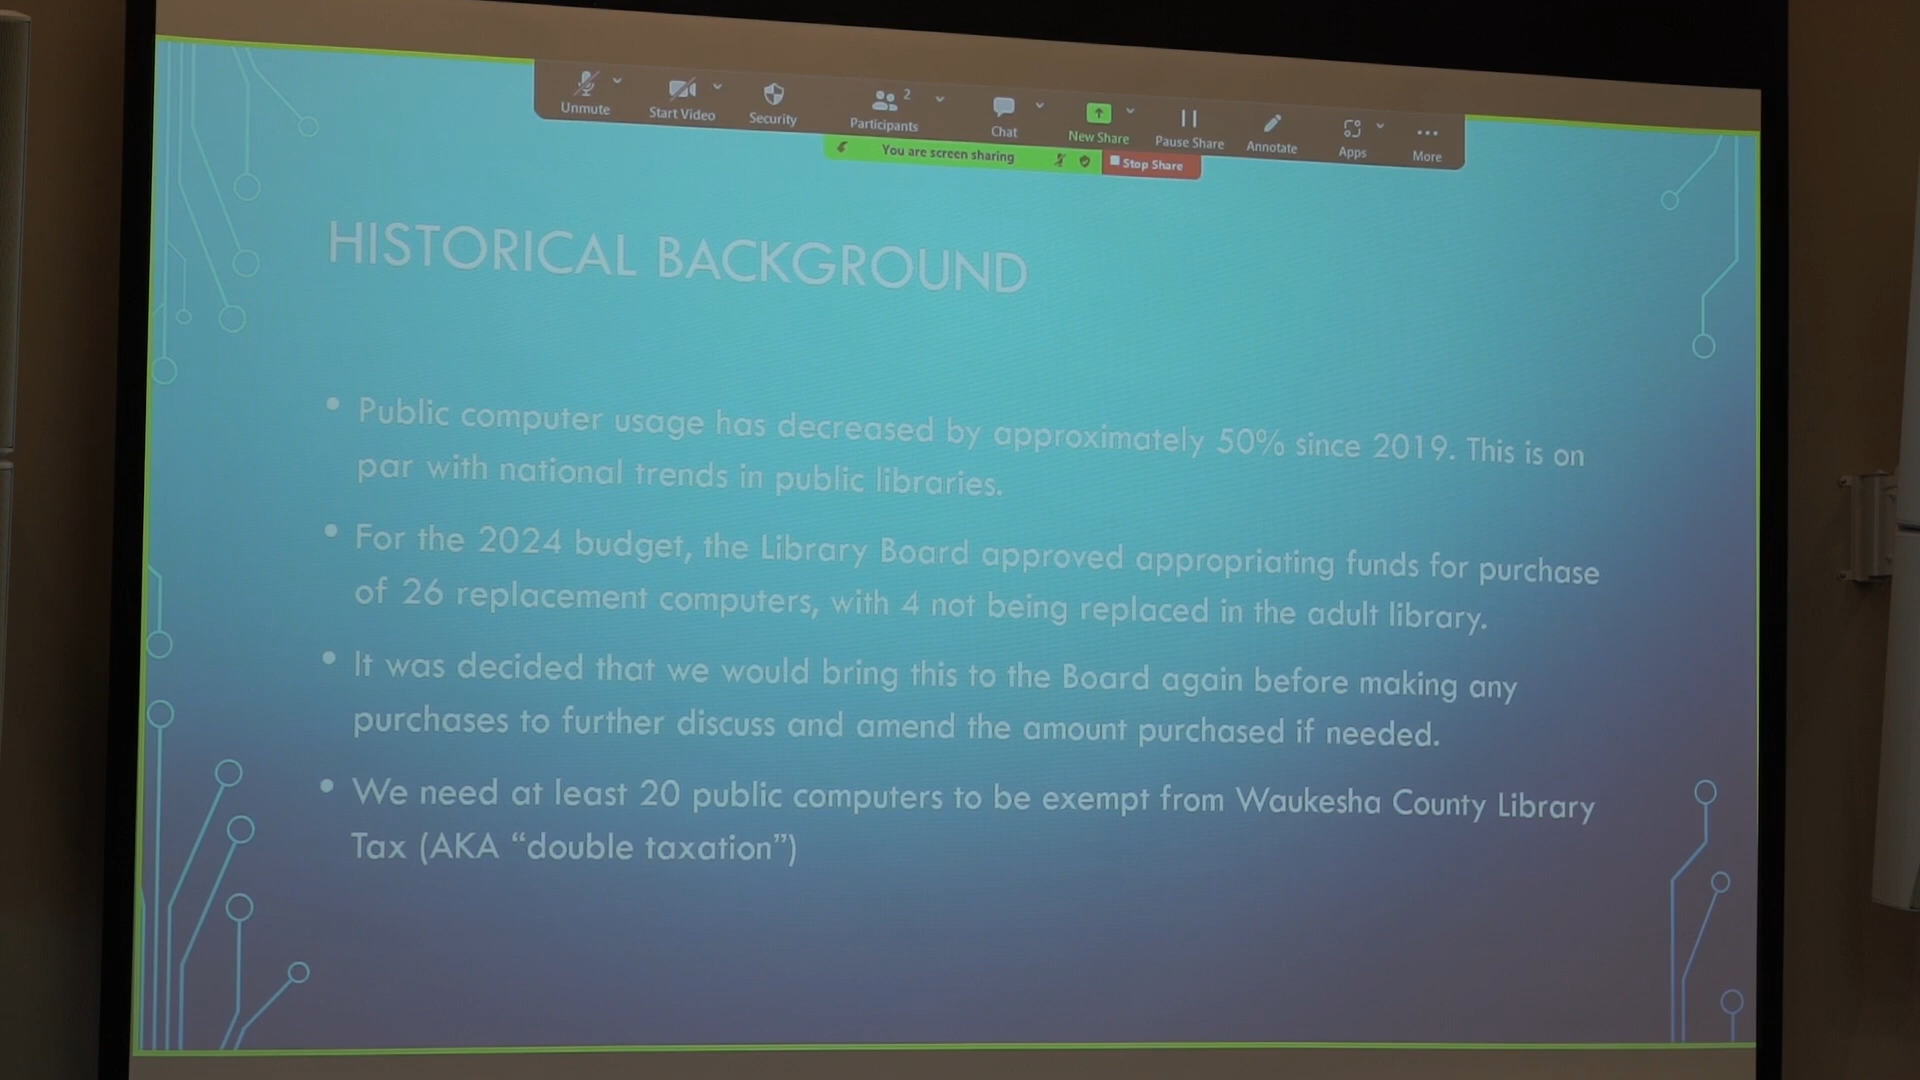 Unmute Start Video Security Participants 2 Chat New Share Pause Share Annotate Apps More
You are screen sharing Stop Share
HISTORICAL BACKGROUND
• Public computer usage has decreased by approximately 50% since 2019. This is on
par with national trends in public libraries.
• For the 2024 budget, the Library Board approved appropriating funds for purchase
of 26 replacement computers, with 4 not being replaced in the adult library.
• It was decided that we would bring this to the Board again before making any
purchases to further discuss and amend the amount purchased if needed.
• We need at least 20 public computers to be exempt from Waukesha County Library
Tax (AKA “double taxation”)